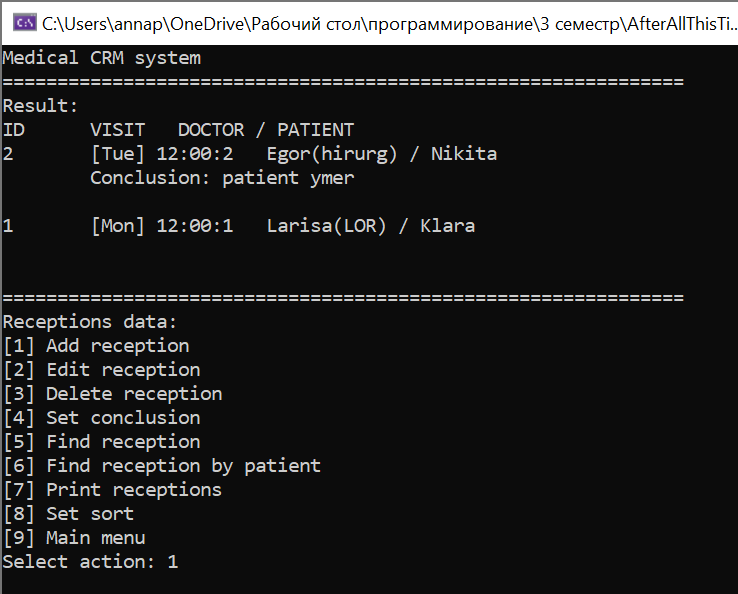 C:\Users\annap\OneDrive\Рабочий стол\программирование\3 семестр\AfterAllThisTi...
Medical CRM system
==============================================================
Result:
ID VISIT DOCTOR / PATIENT
2 [Tue] 12:00:2 Egor(hirurg) / Nikita
Conclusion: patient ymer
1 [Mon] 12:00:1 Larisa(LOR) / Klara
==============================================================
Receptions data:
[1] Add reception
[2] Edit reception
[3] Delete reception
[4] Set conclusion
[5] Find reception
[6] Find reception by patient
[7] Print receptions
[8] Set sort
[9] Main menu
Select action: 1